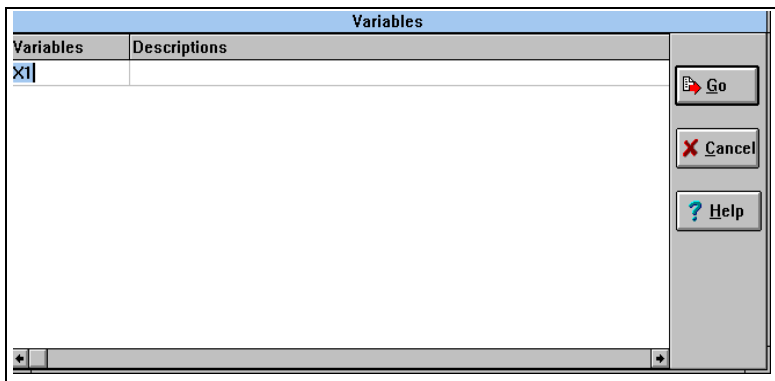 Variables
Variables Descriptions
X1
Go
Cancel
Help